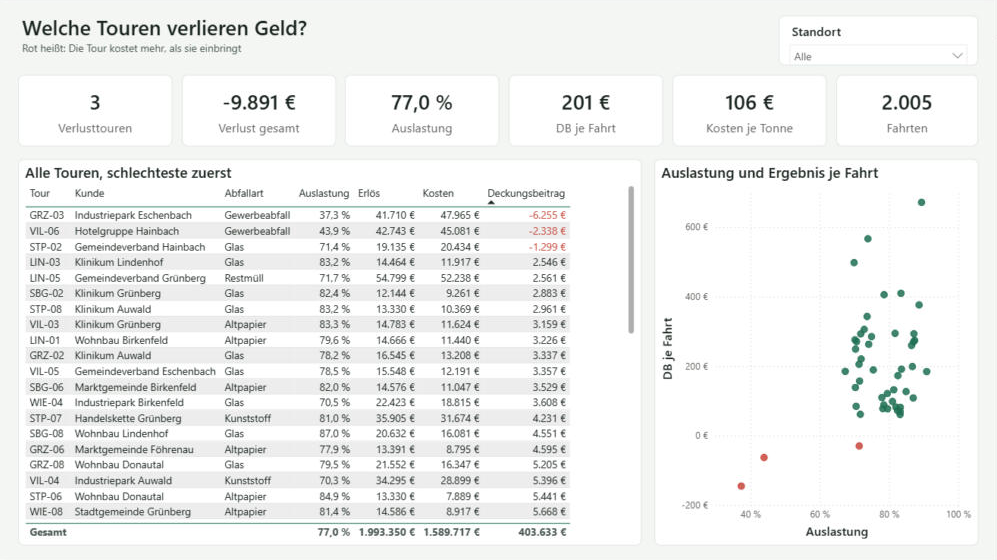 Welche Touren verlieren Geld?
Rot heißt: Die Tour kostet mehr, als sie einbringt
Standort
Alle
3
Verlusttouren
-9.891 €
Verlust gesamt
77,0 %
Auslastung
201 €
DB je Fahrt
106 €
Kosten je Tonne
2.005
Fahrten
Alle Touren, schlechteste zuerst
Tour Kunde Abfallart Auslastung Erlös Kosten Deckungsbeitrag
GRZ-03 Industriepark Eschenbach Gewerbeabfall 37,3 % 41.710 € 47.965 € -6.255 €
VIL-06 Hotelgruppe Hainbach Gewerbeabfall 43,9 % 42.743 € 45.081 € -2.338 €
STP-02 Gemeindeverband Hainbach Glas 71,4 % 19.135 € 20.434 € -1.299 €
LIN-03 Klinikum Lindenhof Glas 83,2 % 14.464 € 11.917 € 2.546 €
LIN-05 Gemeindeverband Grünberg Restmüll 71,7 % 54.799 € 52.238 € 2.561 €
SBG-02 Klinikum Grünberg Glas 82,4 % 12.144 € 9.261 € 2.883 €
STP-08 Klinikum Auwald Glas 83,2 % 13.330 € 10.369 € 2.961 €
VIL-03 Klinikum Grünberg Altpapier 83,3 % 14.783 € 11.624 € 3.159 €
LIN-01 Wohnbau Birkenfeld Altpapier 79,6 % 14.666 € 11.440 € 3.226 €
GRZ-02 Klinikum Auwald Glas 78,2 % 16.545 € 13.208 € 3.337 €
VIL-05 Gemeindeverband Eschenbach Glas 78,5 % 15.548 € 12.191 € 3.357 €
SBG-06 Marktgemeinde Birkenfeld Altpapier 82,0 % 14.576 € 11.047 € 3.529 €
WIE-04 Industriepark Birkenfeld Glas 70,5 % 22.423 € 18.815 € 3.608 €
STP-07 Handelskette Grünberg Kunststoff 81,0 % 35.905 € 31.674 € 4.231 €
SBG-08 Wohnbau Lindenhof Glas 87,0 % 20.632 € 16.081 € 4.551 €
GRZ-06 Marktgemeinde Föhrenau Altpapier 77,9 % 13.391 € 8.795 € 4.595 €
GRZ-08 Wohnbau Donautal Glas 79,5 % 21.552 € 16.347 € 5.205 €
VIL-04 Industriepark Auwald Kunststoff 70,3 % 34.295 € 28.899 € 5.396 €
STP-06 Wohnbau Donautal Altpapier 84,9 % 13.330 € 7.889 € 5.441 €
WIE-08 Stadtgemeinde Grünberg Altpapier 81,4 % 14.586 € 8.917 € 5.668 €
Gesamt 77,0 % 1.993.350 € 1.589.717 € 403.633 €
Auslastung und Ergebnis je Fahrt
DB je Fahrt
600 €
400 €
200 €
0 €
-200 €
40 % 60 % 80 % 100 %
Auslastung